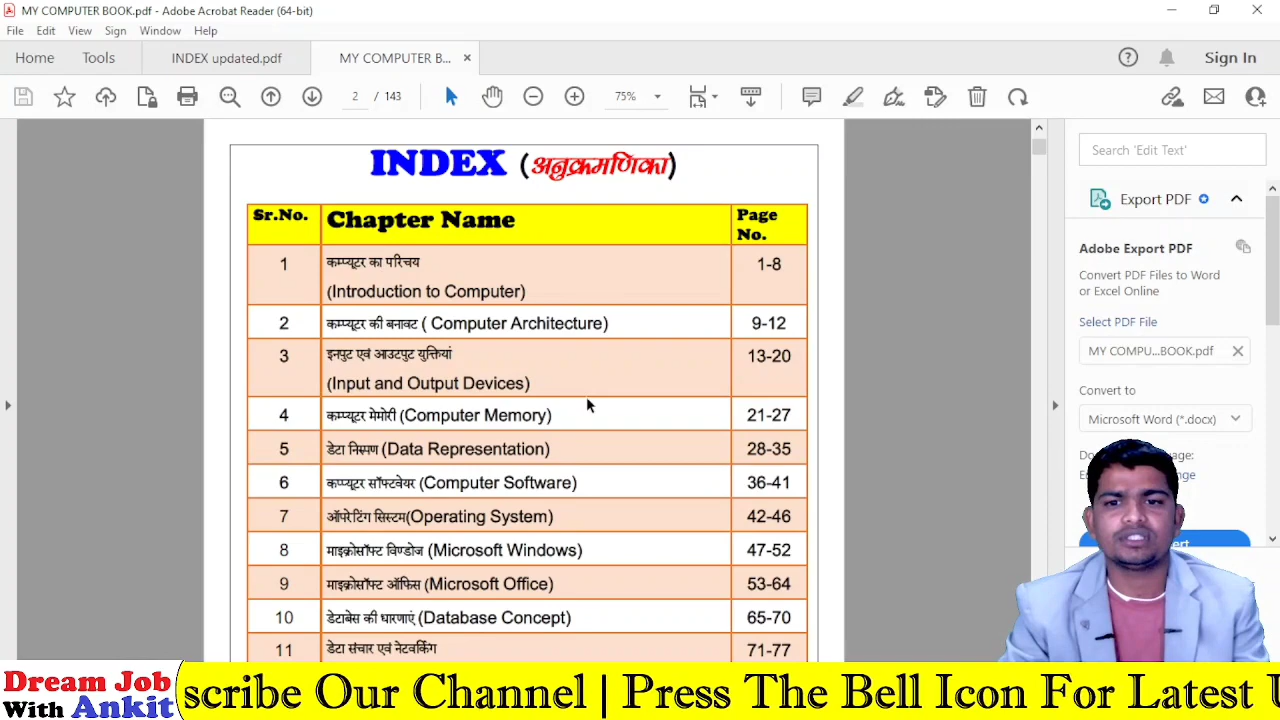 MY COMPUTER BOOK.pdf - Adobe Acrobat Reader (64-bit)
File Edit View Sign Window Help
Home Tools INDEX updated.pdf MY COMPUTER B... × Sign In
2 / 143 75%
INDEX (अनुक्रमणिका)
Sr.No. Chapter Name Page No.
1 कम्प्यूटर का परिचय 1-8
(Introduction to Computer)
2 कम्प्यूटर की बनावट ( Computer Architecture) 9-12
3 इनपुट एवं आउटपुट युक्तियां 13-20
(Input and Output Devices)
4 कम्प्यूटर मेमोरी (Computer Memory) 21-27
5 डेटा निरूपण (Data Representation) 28-35
6 कम्प्यूटर सॉफ्टवेयर (Computer Software) 36-41
7 ऑपरेटिंग सिस्टम(Operating System) 42-46
8 माइक्रोसॉफ्ट विण्डोज (Microsoft Windows) 47-52
9 माइक्रोसॉफ्ट ऑफिस (Microsoft Office) 53-64
10 डेटाबेस की धारणाएं (Database Concept) 65-70
11 डेटा संचार एवं नेटवर्किंग 71-77
Search 'Edit Text'
Export PDF
Adobe Export PDF
Convert PDF Files to Word
or Excel Online
Select PDF File
MY COMPU...BOOK.pdf
Convert to
Microsoft Word (*.docx)
Dream Job
With Ankit
scribe Our Channel | Press The Bell Icon For Latest U